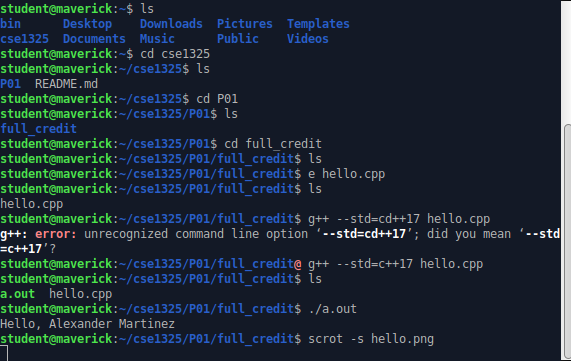 student@maverick:~$ ls
bin      Desktop    Downloads  Pictures  Templates
cse1325  Documents  Music      Public    Videos
student@maverick:~$ cd cse1325
student@maverick:~/cse1325$ ls
P01  README.md
student@maverick:~/cse1325$ cd P01
student@maverick:~/cse1325/P01$ ls
full_credit
student@maverick:~/cse1325/P01$ cd full_credit
student@maverick:~/cse1325/P01/full_credit$ ls
student@maverick:~/cse1325/P01/full_credit$ e hello.cpp
student@maverick:~/cse1325/P01/full_credit$ ls
hello.cpp
student@maverick:~/cse1325/P01/full_credit$ g++ --std=cd++17 hello.cpp
g++: error: unrecognized command line option ‘--std=cd++17’; did you mean ‘--std
=c++17’?
student@maverick:~/cse1325/P01/full_credit@ g++ --std=c++17 hello.cpp
student@maverick:~/cse1325/P01/full_credit$ ls
a.out  hello.cpp
student@maverick:~/cse1325/P01/full_credit$ ./a.out
Hello, Alexander Martinez
student@maverick:~/cse1325/P01/full_credit$ scrot -s hello.png